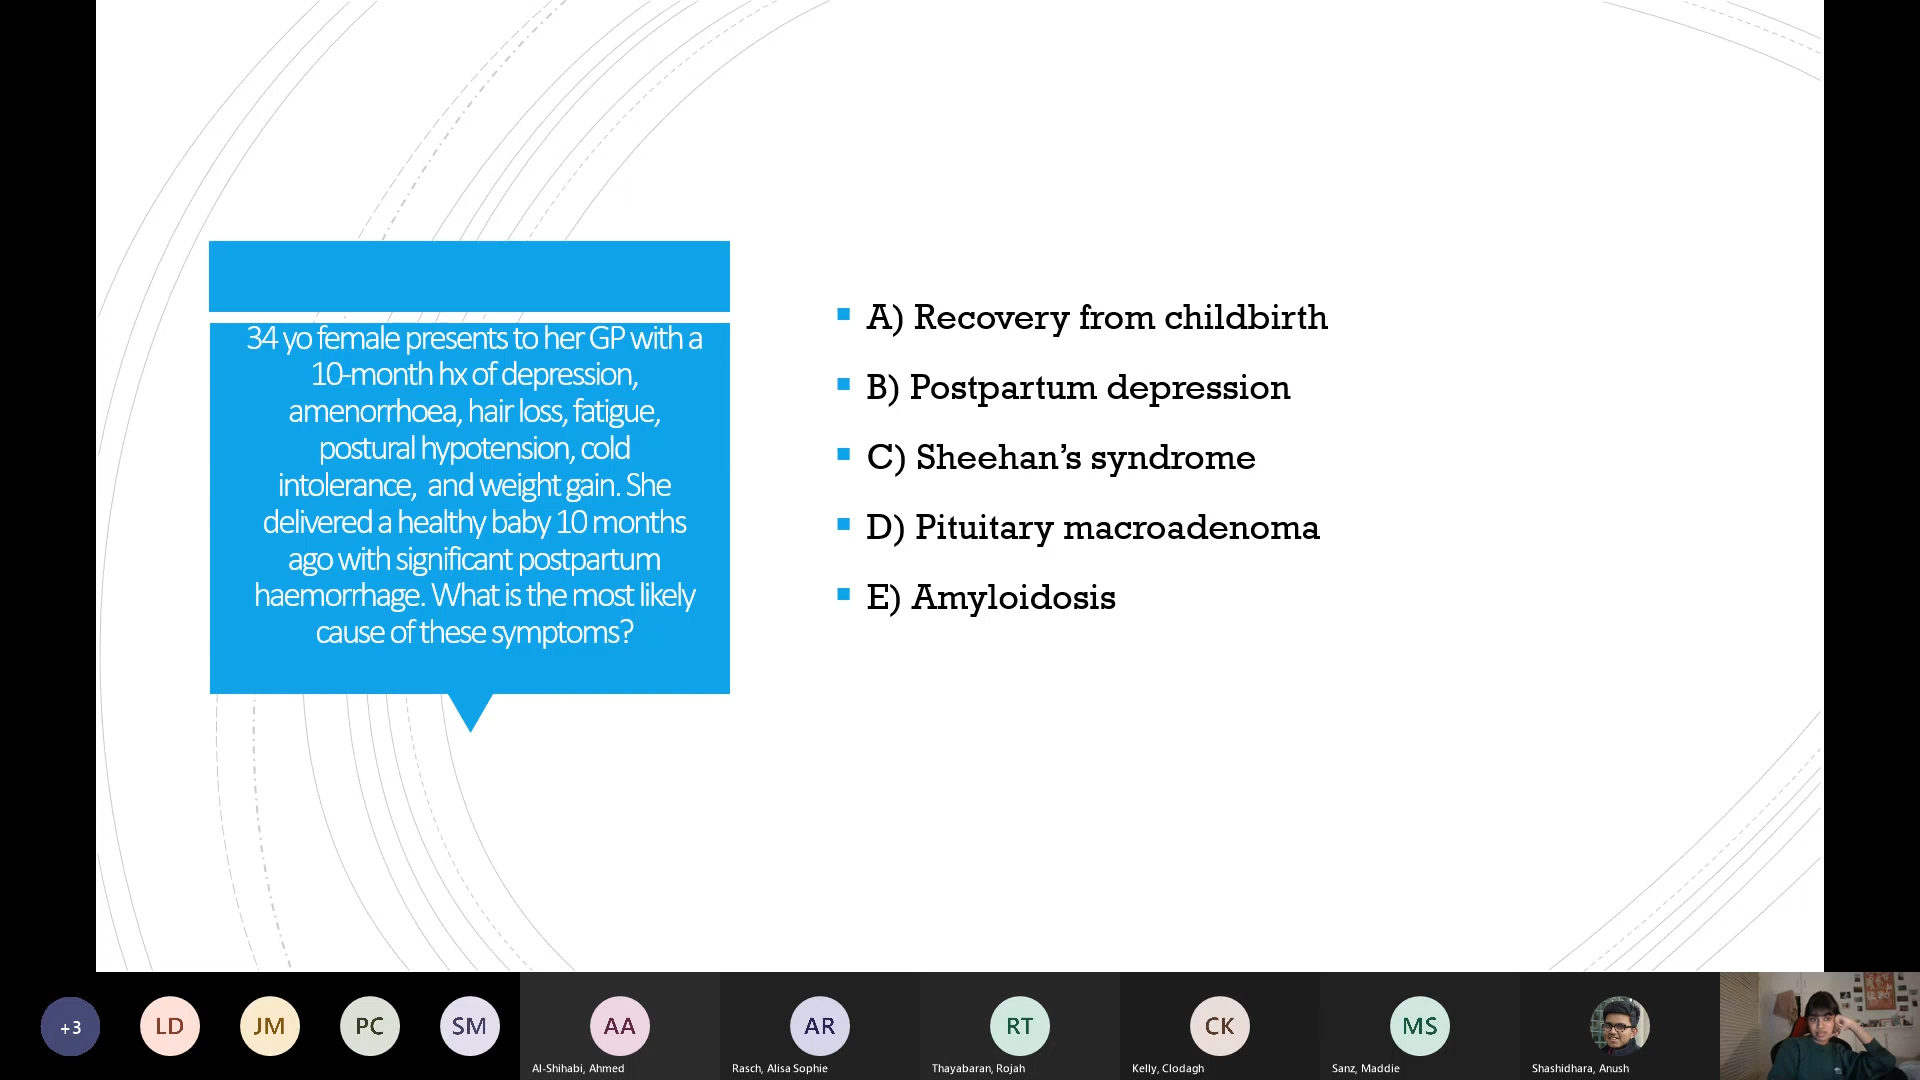 34 yo female presents to her GP with a
10-month hx of depression,
amenorrhoea, hair loss, fatigue,
postural hypotension, cold
intolerance,  and weight gain. She
delivered a healthy baby 10 months
ago with significant postpartum
haemorrhage. What is the most likely
cause of these symptoms?
A) Recovery from childbirth
B) Postpartum depression
C) Sheehan’s syndrome
D) Pituitary macroadenoma
E) Amyloidosis
+3
LD
JM
PC
SM
AA
AR
RT
CK
MS
Al-Shihabi, Ahmed
Rasch, Alisa Sophie
Thayabaran, Rojah
Kelly, Clodagh
Sanz, Maddie
Shashidhara, Anush